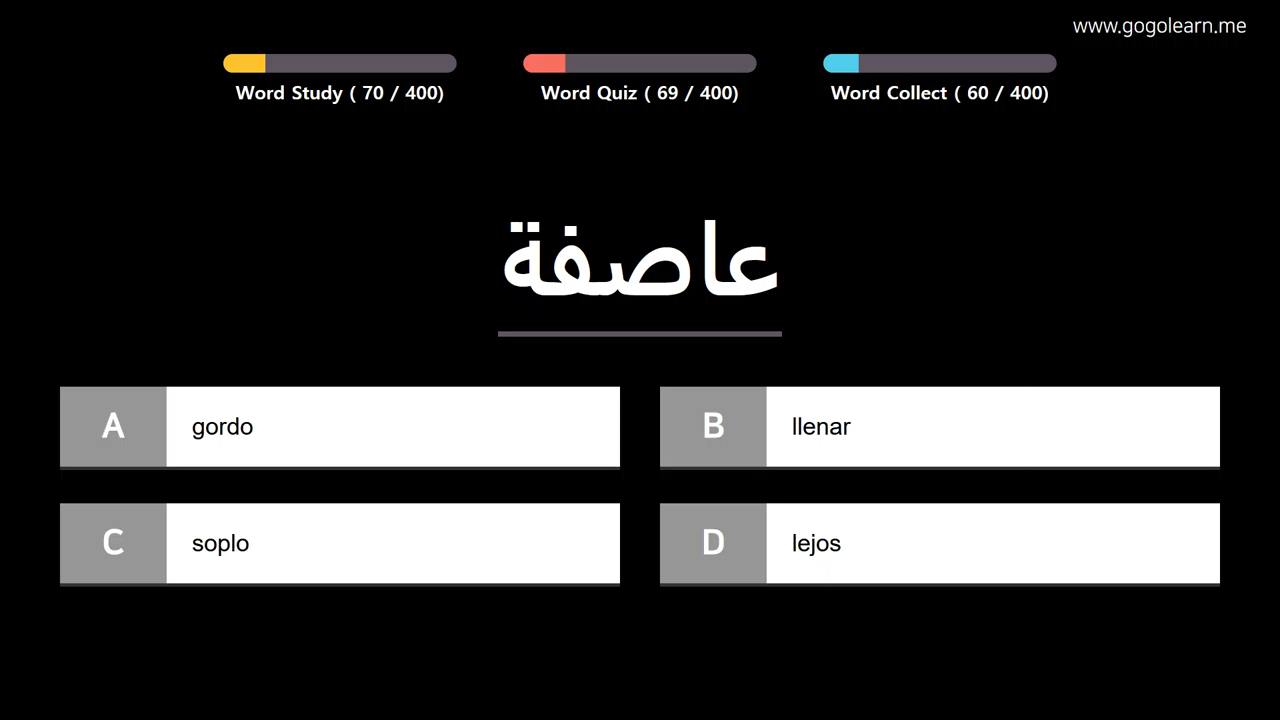 www.gogolearn.me
Word Study ( 70 / 400)
Word Quiz ( 69 / 400)
Word Collect ( 60 / 400)
عاصفة
A gordo
B llenar
C soplo
D lejos